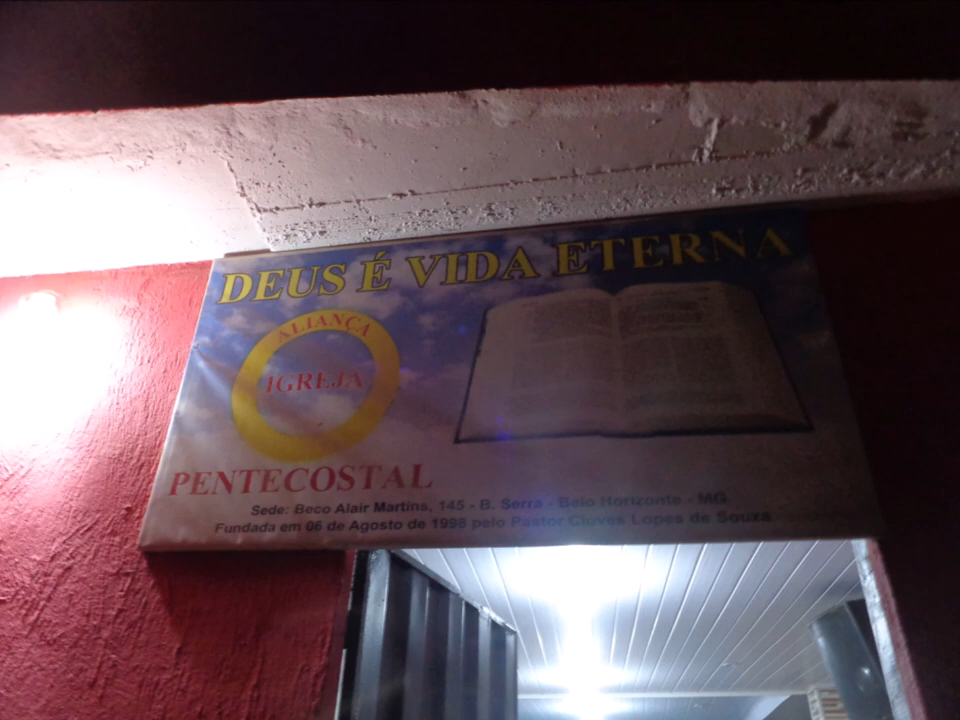 DEUS É VIDA ETERNA
ALIANÇA
IGREJA
PENTECOSTAL
Sede: Beco Alair Martins, 145 - B. Serra - Belo Horizonte - MG
Fundada em 06 de Agosto de 1998 pelo Pastor Cloves Lopes de Souza